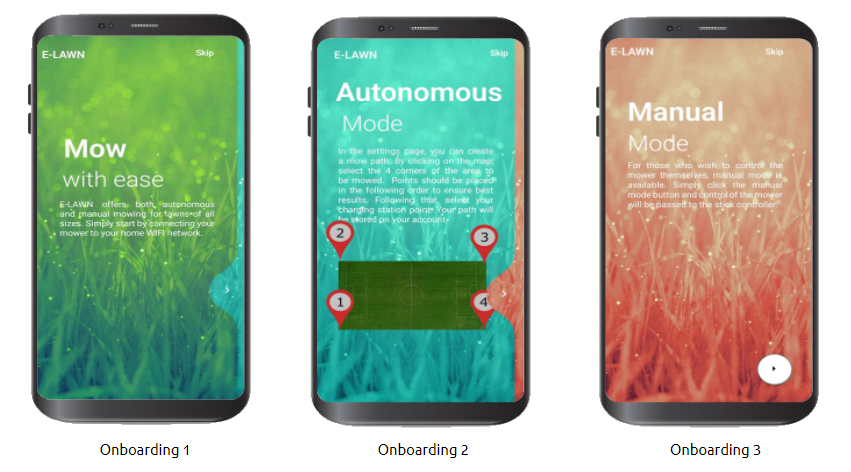 E-LAWN Skip
Mow
with ease
E-LAWN offers both autonomous
and manual mowing for lawns of all
sizes. Simply start by connecting your
mower to your home WIFI network.
Onboarding 1
E-LAWN Skip
Autonomous
Mode
In the settings page, you can create
a mow path. By clicking on the map,
select the 4 corners of the area to
be mowed. Points should be placed
in the following order to ensure best
results. Following that, select your
charging station point. Your path will
be stored on your account.
2 3
1 4
Onboarding 2
E-LAWN Skip
Manual
Mode
For those who wish to control the
mower themselves, manual mode is
available. Simply click the manual
mode button and control of the mower
will be passed to the stick controller.
Onboarding 3